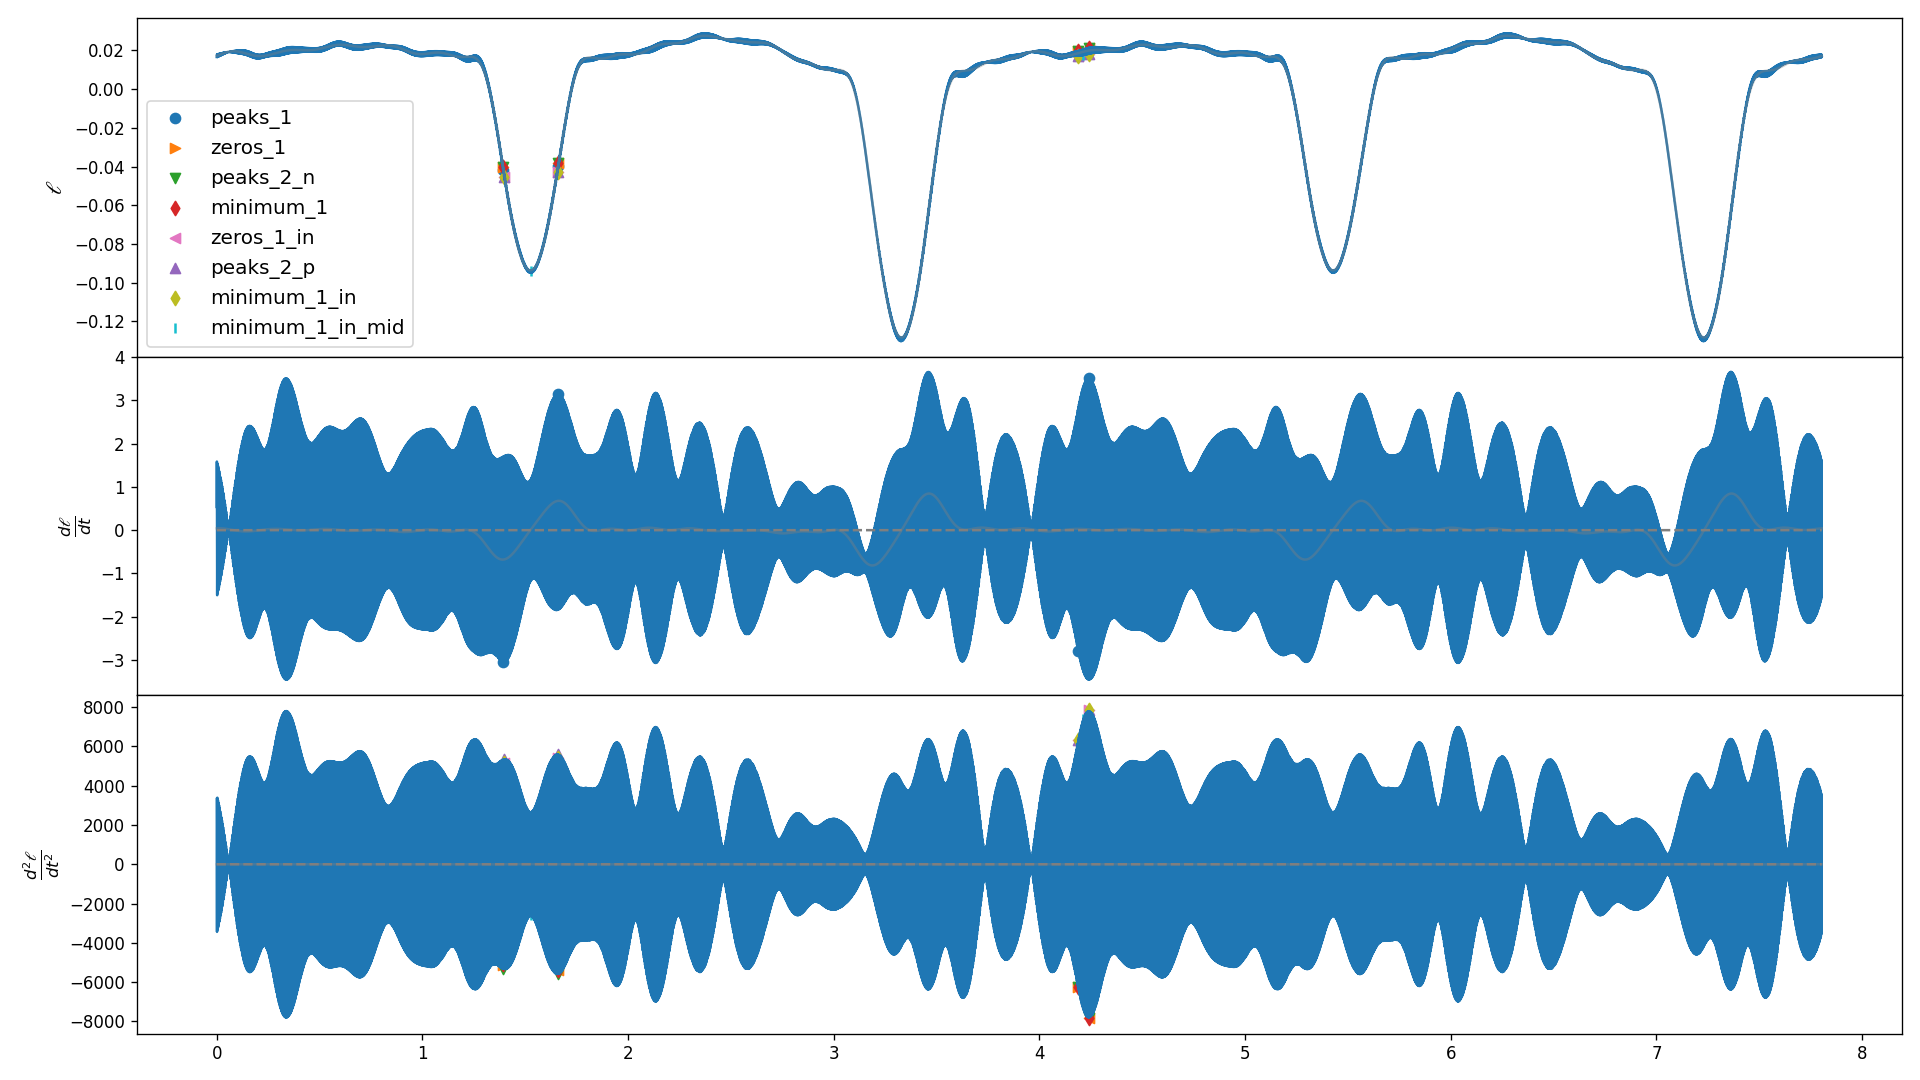 0.02
0.00
−0.02
−0.04
−0.06
−0.08
−0.10
−0.12
ℓ
peaks_1
zeros_1
peaks_2_n
minimum_1
zeros_1_in
peaks_2_p
minimum_1_in
minimum_1_in_mid
4
3
2
1
0
−1
−2
−3
dℓ
dt
8000
6000
4000
2000
0
−2000
−4000
−6000
−8000
d²ℓ
dt²
0 1 2 3 4 5 6 7 8